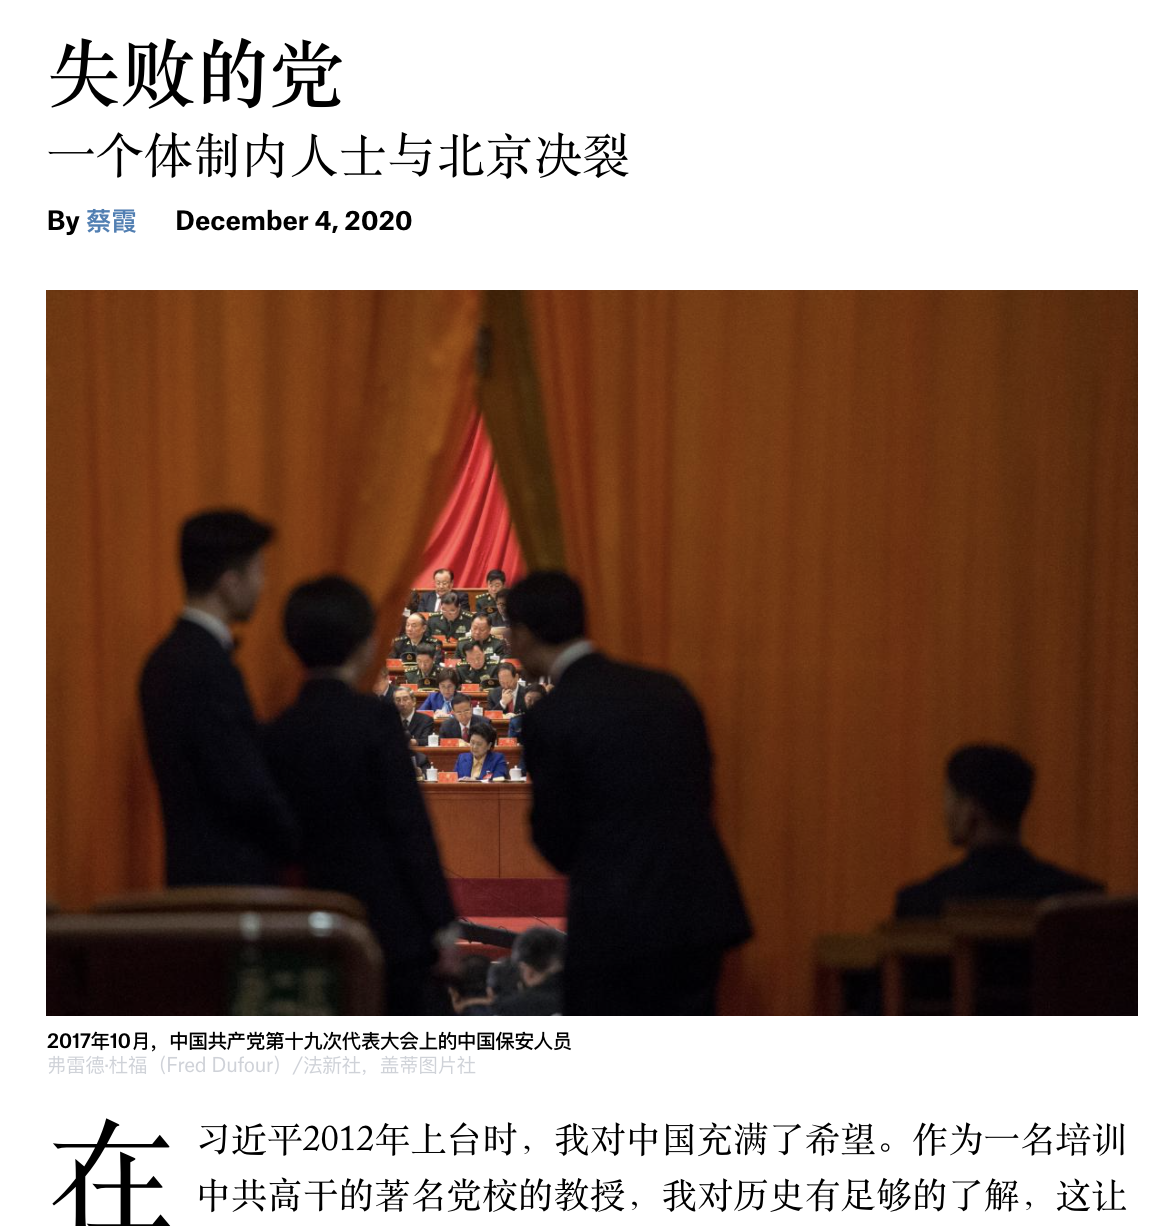 失败的党
一个体制内人士与北京决裂
By 蔡霞 December 4, 2020
2017年10月，中国共产党第十九次代表大会上的中国保安人员
弗雷德·杜福（Fred Dufour）/法新社，盖蒂图片社
在习近平2012年上台时，我对中国充满了希望。作为一名培训
中共高干的著名党校的教授，我对历史有足够的了解，这让